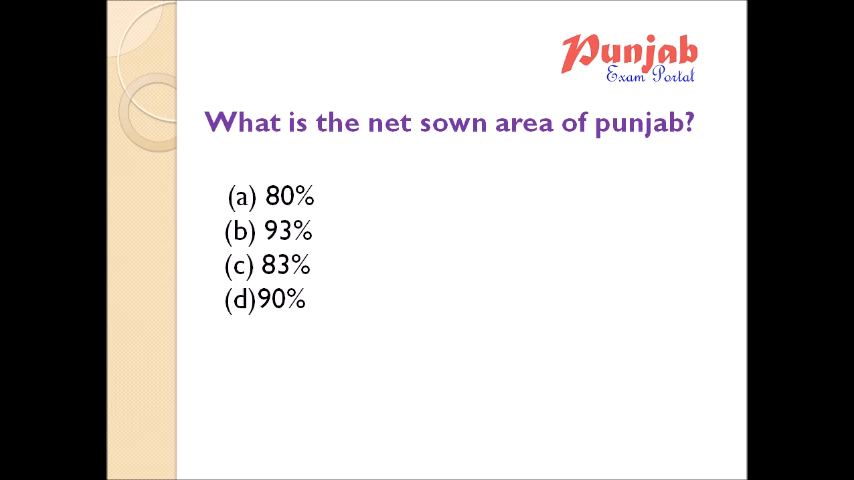 Punjab
Exam Portal
What is the net sown area of punjab?
(a) 80%
(b) 93%
(c) 83%
(d)90%